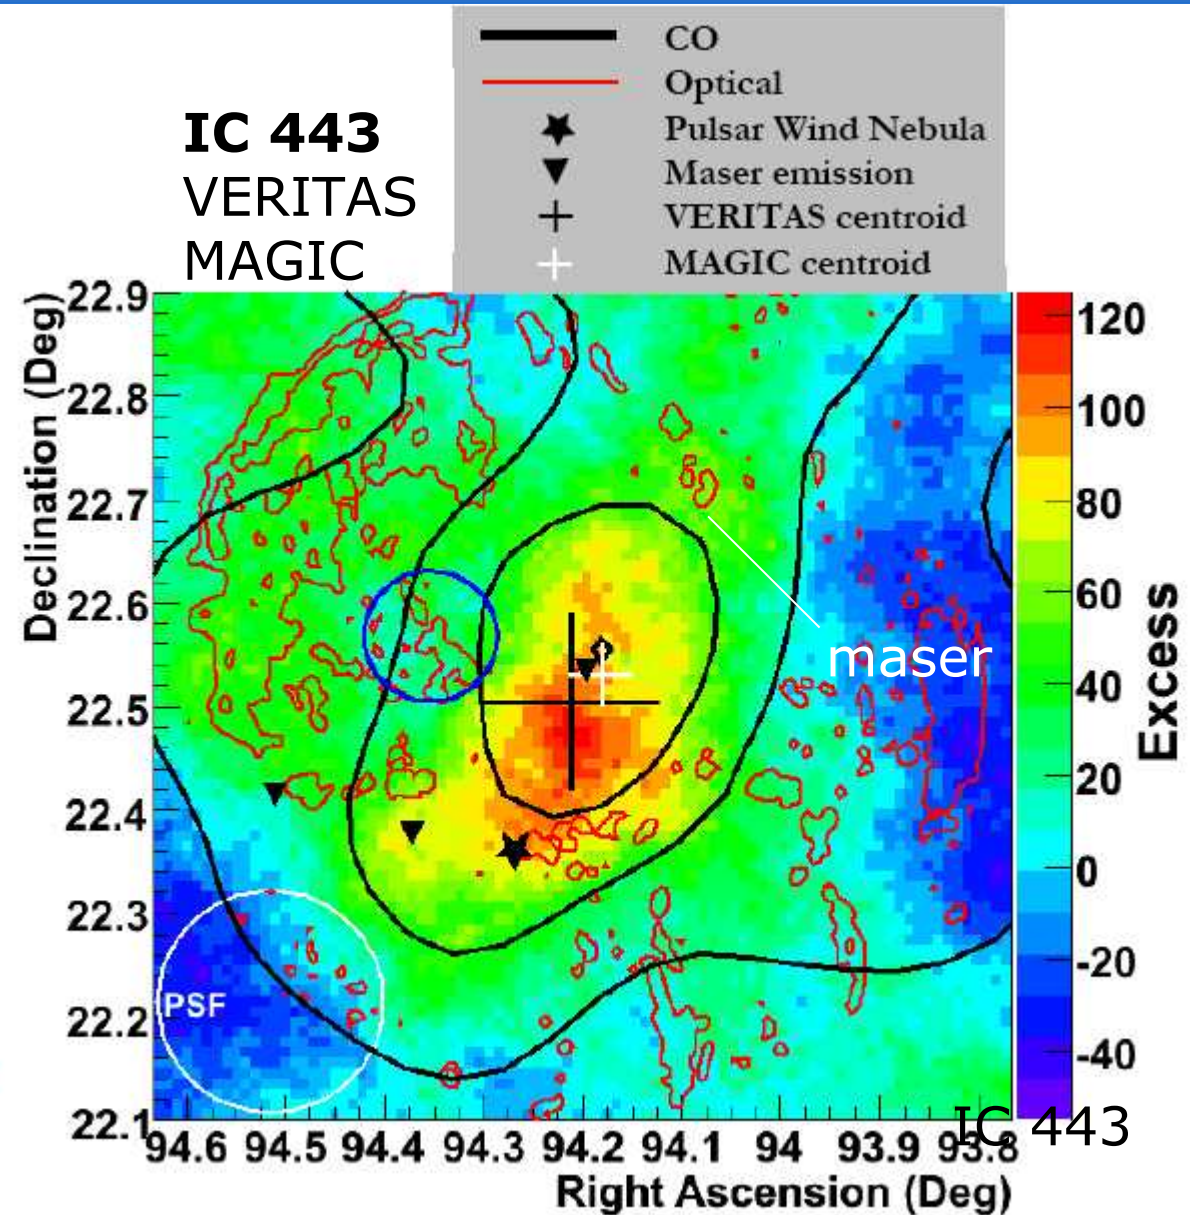 CO
Optical
Pulsar Wind Nebula
Maser emission
VERITAS centroid
MAGIC centroid
IC 443
VERITAS
MAGIC
Declination (Deg)
22.9
22.8
22.7
22.6
22.5
22.4
22.3
22.2
22.1
maser
PSF
120
100
80
60
40
20
0
-20
-40
Excess
94.6 94.5 94.4 94.3 94.2 94.1 94 93.9 93.8
Right Ascension (Deg)
IC 443